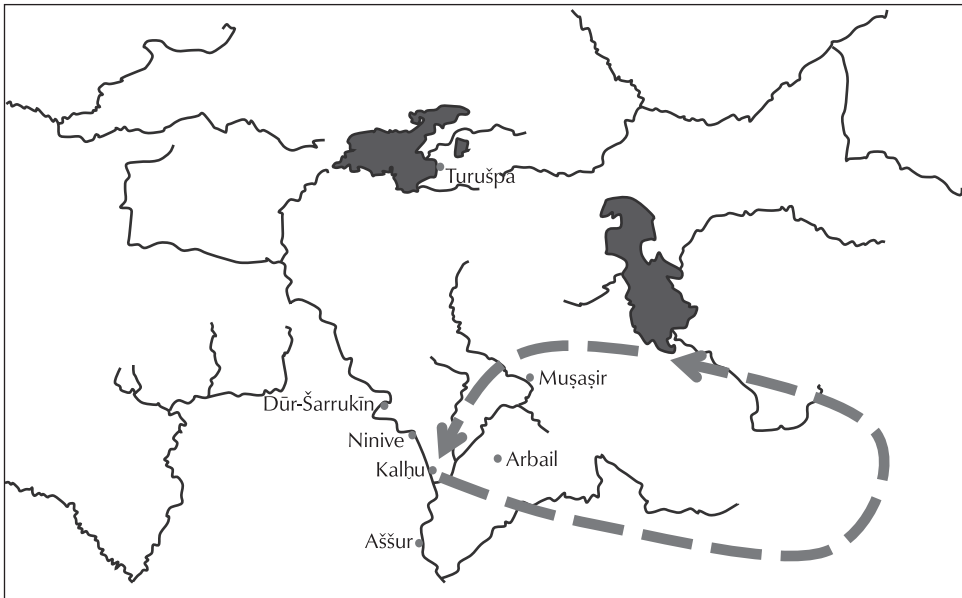 Turušpa
Muṣaṣir
Dūr-Šarrukīn
Ninive
Arbail
Kalḫu
Aššur